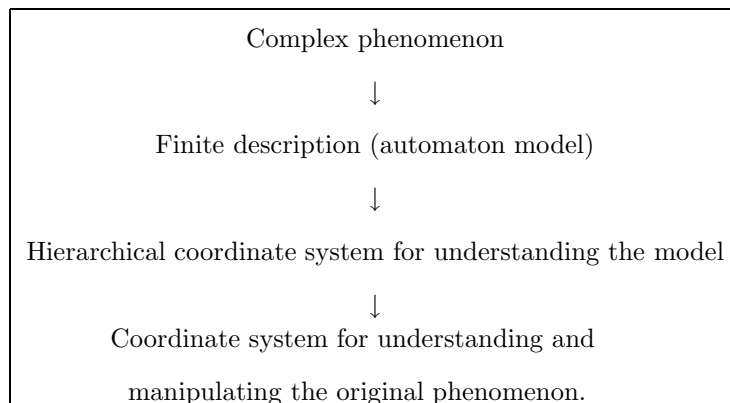 Complex phenomenon
↓
Finite description (automaton model)
↓
Hierarchical coordinate system for understanding the model
↓
Coordinate system for understanding and
manipulating the original phenomenon.